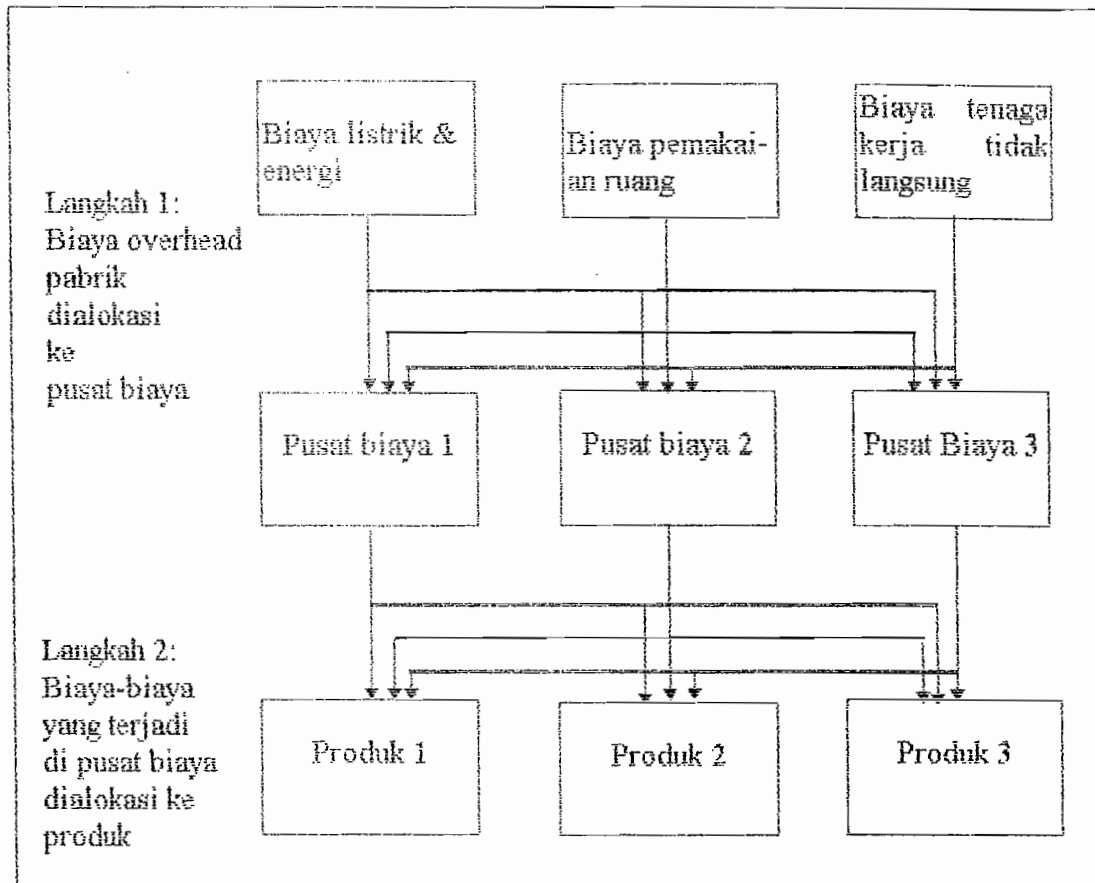 Biaya listrik &
energi
Biaya pemakai-
an ruang
Biaya tenaga
kerja tidak
langsung
Langkah 1:
Biaya overhead
pabrik
dialokasi
ke
pusat biaya
Pusat biaya 1
Pusat biaya 2
Pusat Biaya 3
Langkah 2:
Biaya-biaya
yang terjadi
di pusat biaya
dialokasi ke
produk
Produk 1
Produk 2
Produk 3